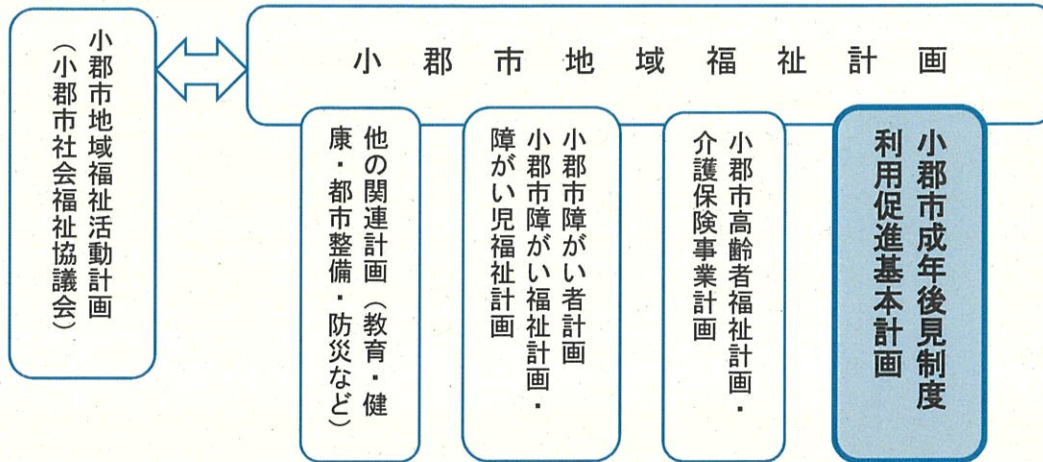 小郡市地域福祉計画
小郡市成年後見制度
利用促進基本計画
小郡市高齢者福祉計画・
介護保険事業計画
小郡市障がい者計画
小郡市障がい福祉計画・
障がい児福祉計画
他の関連計画（教育・健
康・都市整備・防災など）
小郡市地域福祉活動計画
（小郡市社会福祉協議会）